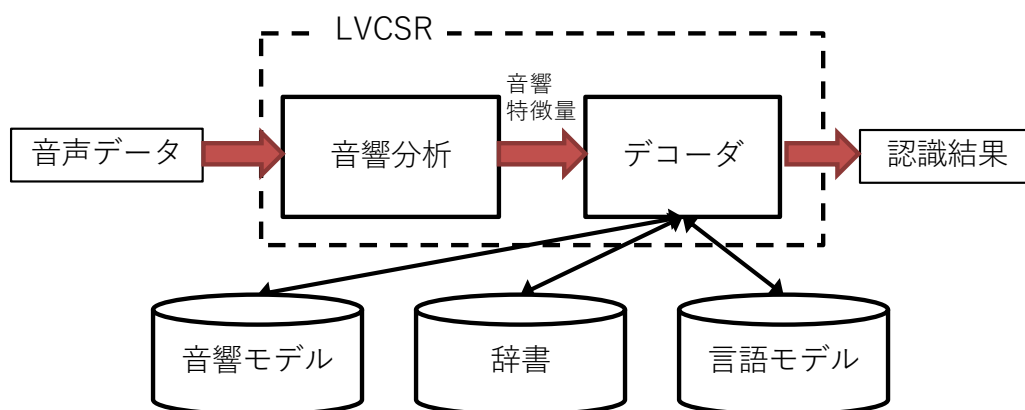 LVCSR
音声データ
音響分析
音響
特徴量
デコーダ
認識結果
音響モデル
辞書
言語モデル